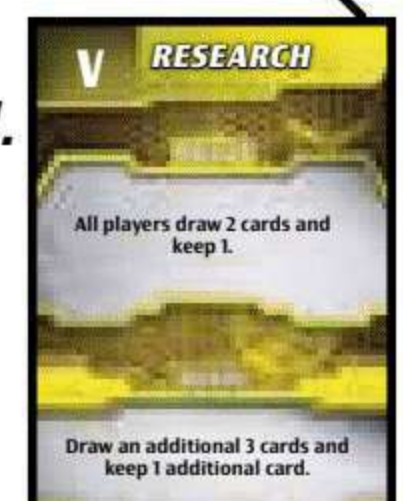 V
RESEARCH
All players draw 2 cards and
keep 1.
Draw an additional 3 cards and
keep 1 additional card.